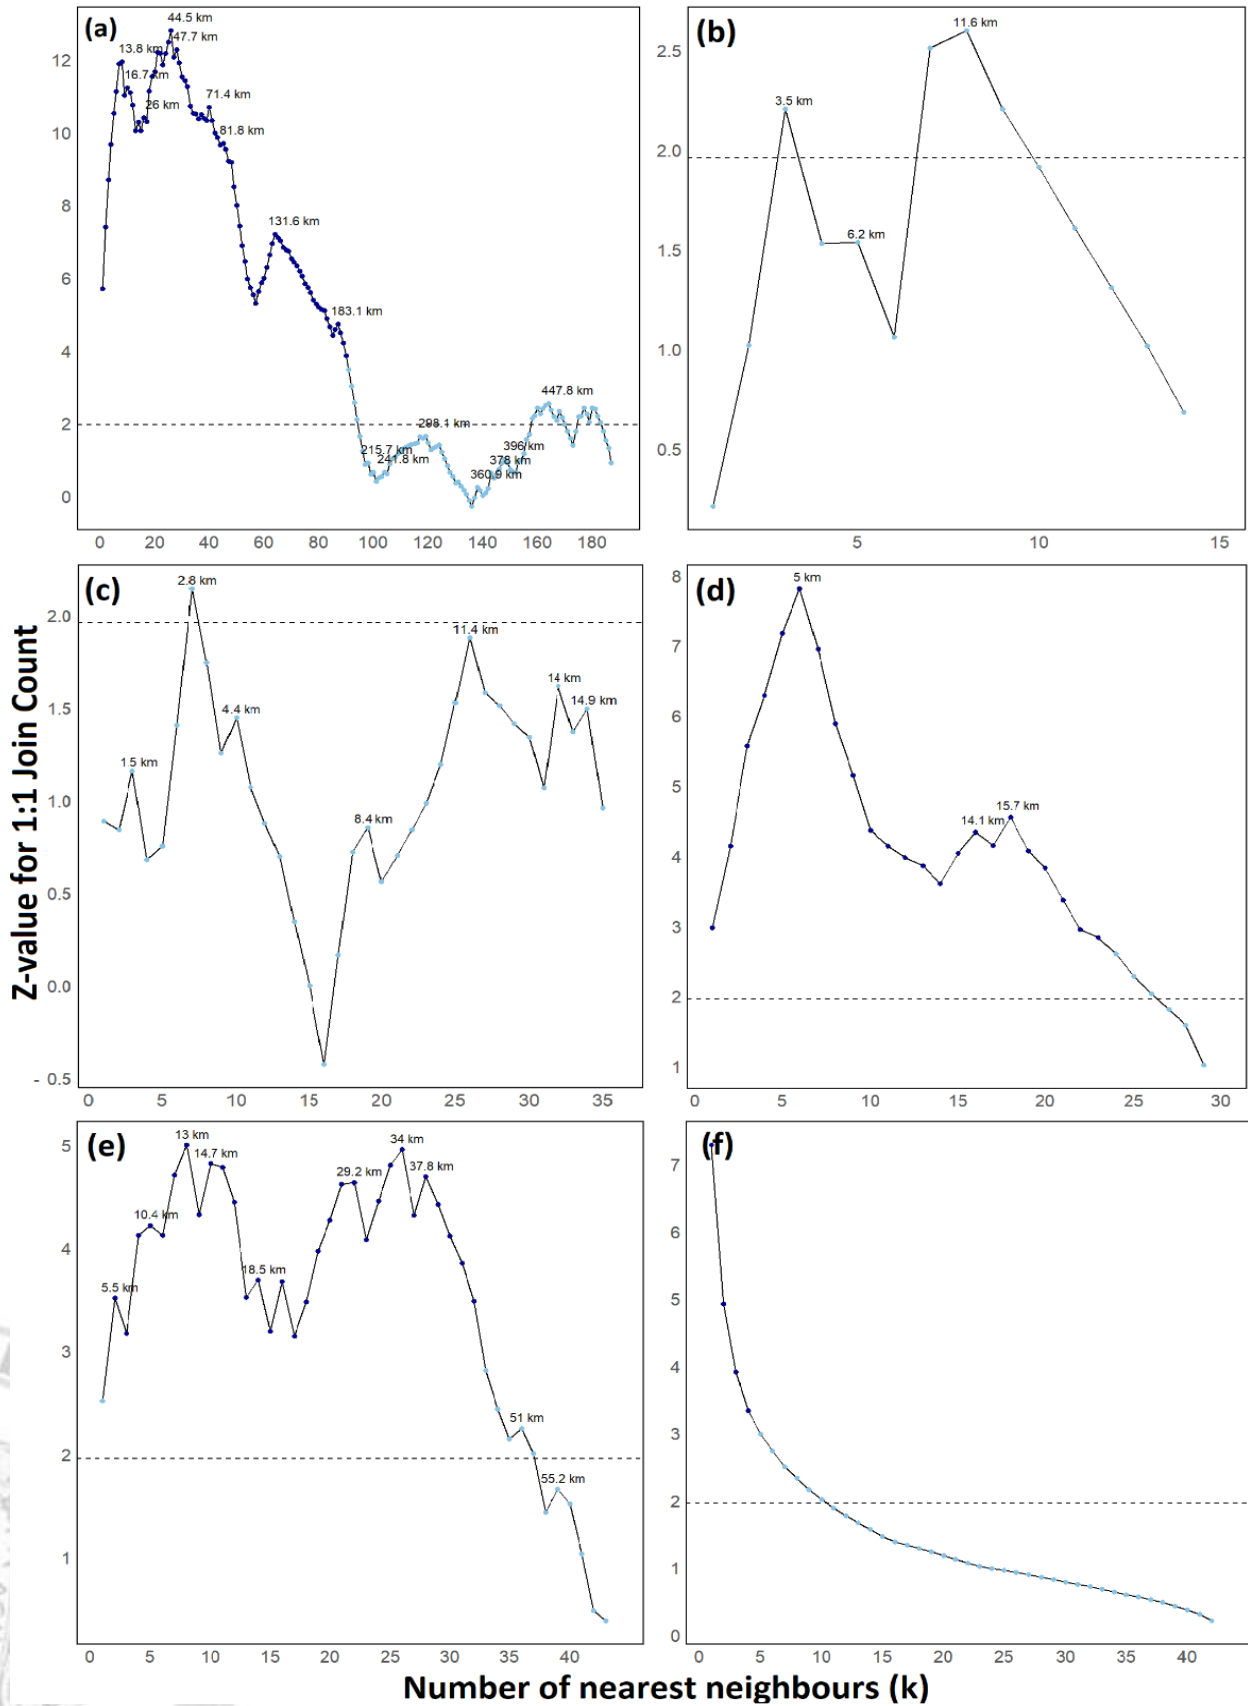 (a)
44.5 km
47.7 km
13.8 km
16.7 km
26 km
71.4 km
81.8 km
131.6 km
183.1 km
447.8 km
298.1 km
215.7 km
241.8 km
396 km
378 km
360.9 km
12
10
8
6
4
2
0
0 20 40 60 80 100 120 140 160 180
(b)
11.6 km
3.5 km
6.2 km
2.5
2.0
1.5
1.0
0.5
5 10 15
(c)
2.8 km
11.4 km
14 km
14.9 km
4.4 km
1.5 km
8.4 km
2.0
1.5
1.0
0.5
0.0
- 0.5
0 5 10 15 20 25 30 35
(d)
5 km
14.1 km
15.7 km
8
7
6
5
4
3
2
1
0 5 10 15 20 25 30
(e)
13 km
14.7 km
10.4 km
5.5 km
18.5 km
29.2 km
34 km
37.8 km
51 km
55.2 km
5
4
3
2
1
0 5 10 15 20 25 30 35 40
(f)
7
6
5
4
3
2
1
0
0 5 10 15 20 25 30 35 40
Z-value for 1:1 Join Count
Number of nearest neighbours (k)